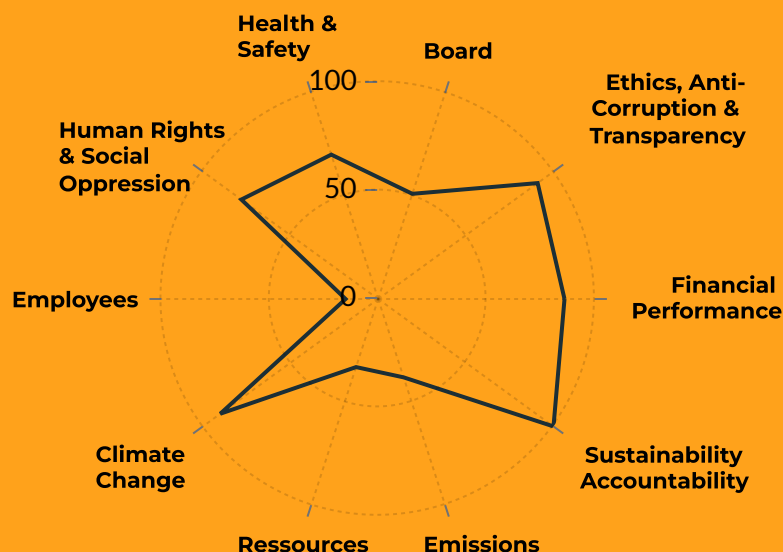 Health &
Safety
Board
100
Ethics, Anti-
Corruption &
Transparency
Human Rights
& Social
Oppression
50
Employees
0
Financial
Performance
Climate
Change
Sustainability
Accountability
Ressources
Emissions